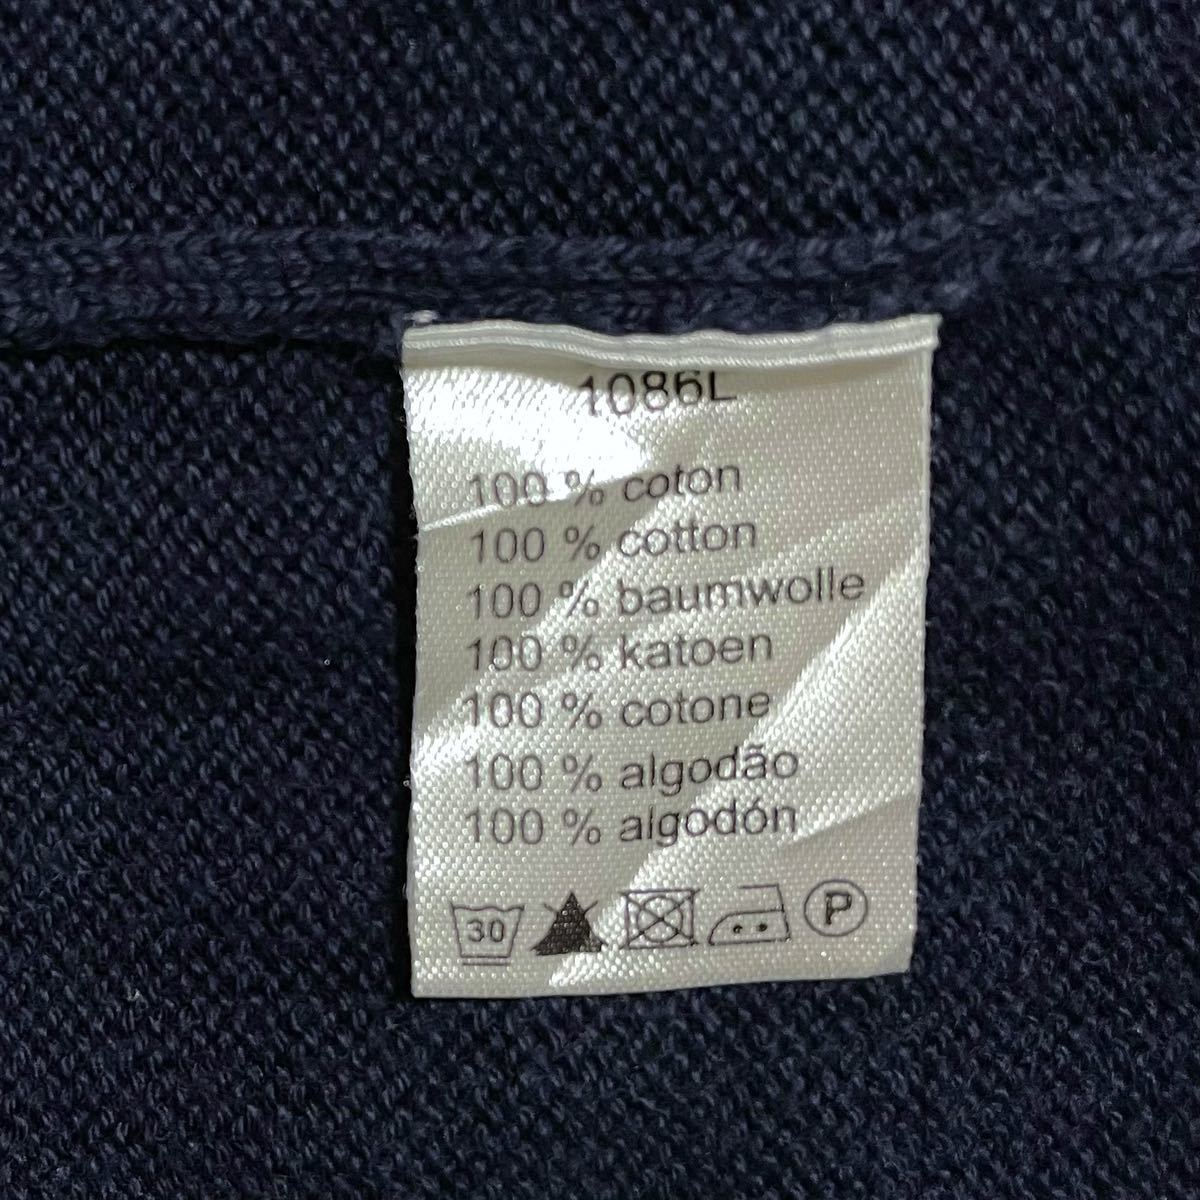 1086L
100 % coton
100 % cotton
100 % baumwolle
100 % katoen
100 % cotone
100 % algodão
100 % algodón
30 P